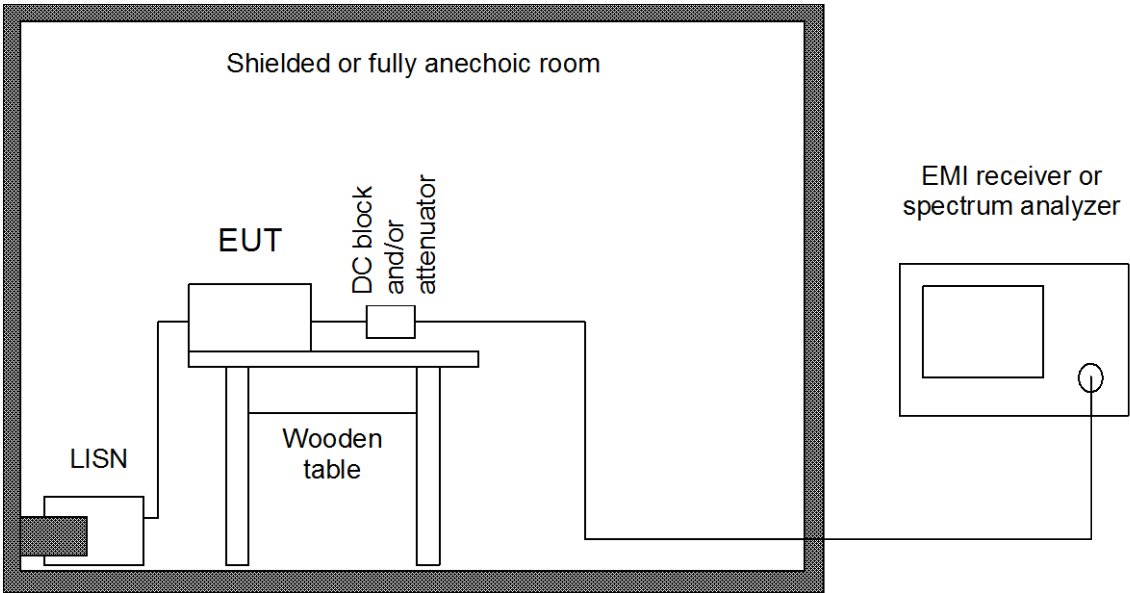 Shielded or fully anechoic room
EMI receiver or
spectrum analyzer
EUT
DC block
and/or
attenuator
LISN
Wooden
table